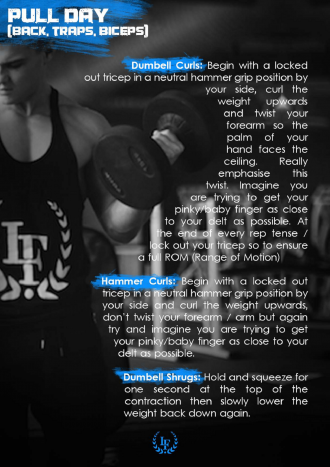 PULL DAY
(BACK, TRAPS, BICEPS)
Dumbell Curls: Begin with a locked
out tricep in a neutral hammer grip position by
your side, curl the
weight upwards
and twist your
forearm so the
palm of your
hand faces the
ceiling. Really
emphasise this
twist. Imagine you
are trying to get your
pinky/baby finger as close
to your delt as possible. At
the end of every rep tense /
lock out your tricep so to ensure
a full ROM (Range of Motion)
Hammer Curls: Begin with a locked out
tricep in a neutral hammer grip position by
your side and curl the weight upwards,
don't twist your forearm / arm but again
try and imagine you are trying to get
your pinky/baby finger as close to your
delt as possible.
Dumbell Shrugs: Hold and squeeze for
one second at the top of the
contraction then slowly lower the
weight back down again.
LF
LF